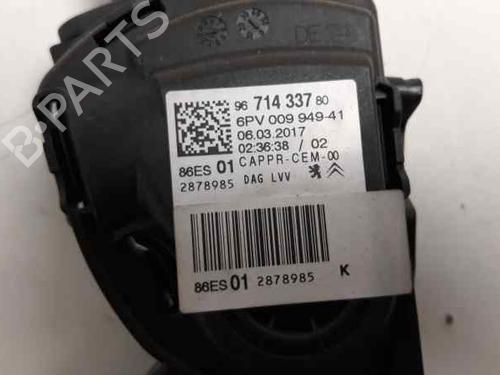 96 714 337 80
6PV 009 949-41
06.03.2017
02:36:38 / 02
86ES 01 CAPPR-CEM-00
2878985 DAG LVV
86ES 01 2878985 K